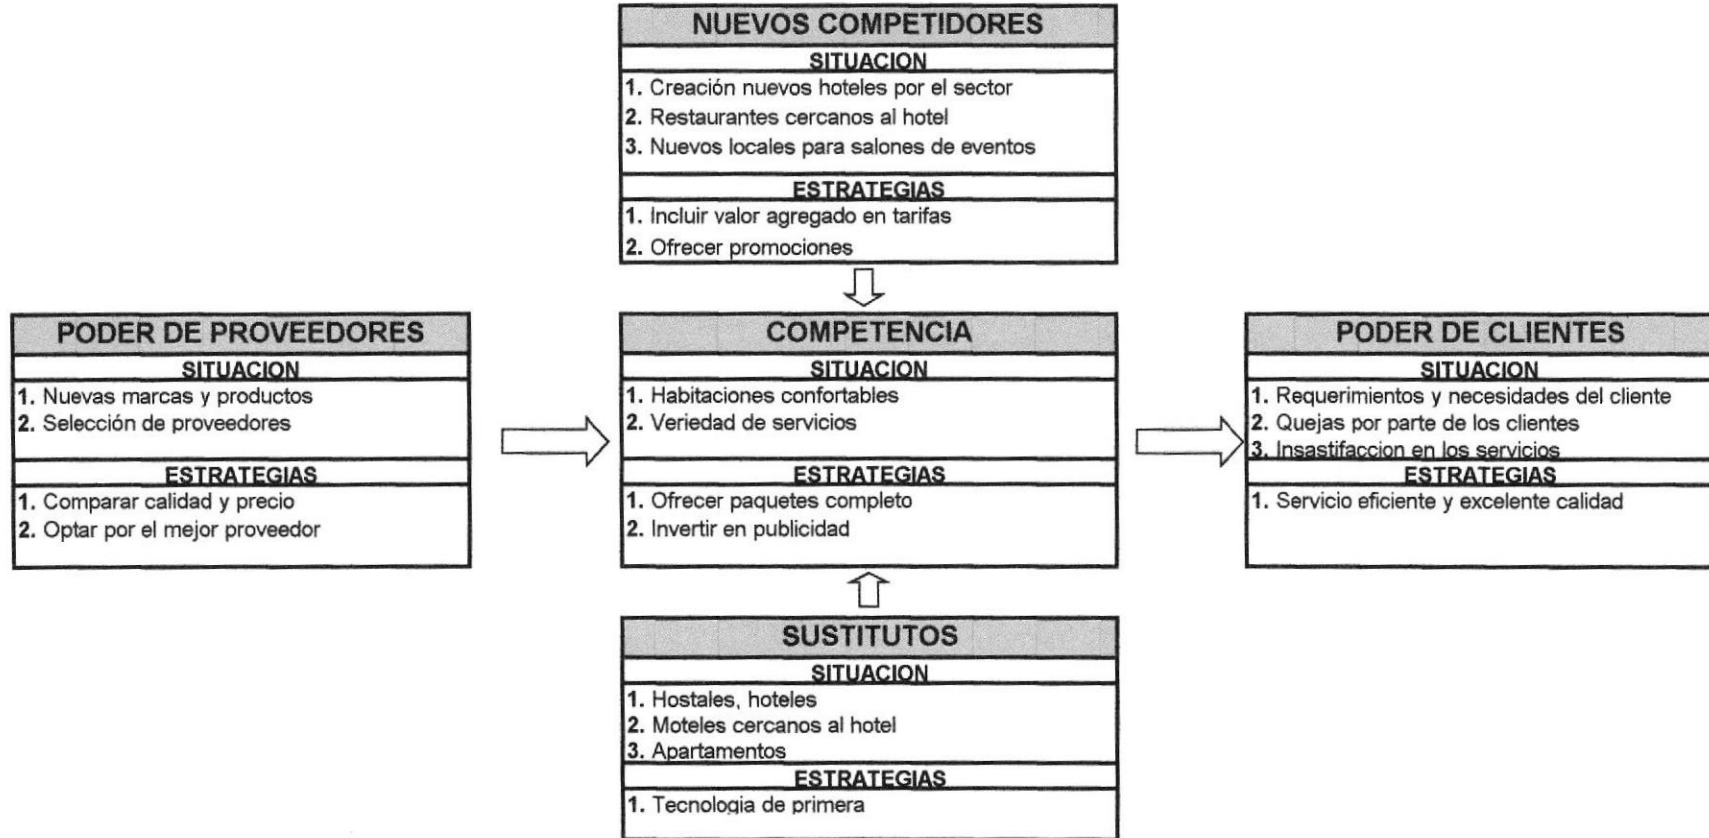 NUEVOS COMPETIDORES
SITUACION
1. Creación nuevos hoteles por el sector
2. Restaurantes cercanos al hotel
3. Nuevos locales para salones de eventos
ESTRATEGIAS
1. Incluir valor agregado en tarifas
2. Ofrecer promociones
PODER DE PROVEEDORES
SITUACION
1. Nuevas marcas y productos
2. Selección de proveedores
ESTRATEGIAS
1. Comparar calidad y precio
2. Optar por el mejor proveedor
COMPETENCIA
SITUACION
1. Habitaciones confortables
2. Veriedad de servicios
ESTRATEGIAS
1. Ofrecer paquetes completo
2. Invertir en publicidad
PODER DE CLIENTES
SITUACION
1. Requerimientos y necesidades del cliente
2. Quejas por parte de los clientes
3. Insastifaccion en los servicios
ESTRATEGIAS
1. Servicio eficiente y excelente calidad
SUSTITUTOS
SITUACION
1. Hostales, hoteles
2. Moteles cercanos al hotel
3. Apartamentos
ESTRATEGIAS
1. Tecnologia de primera